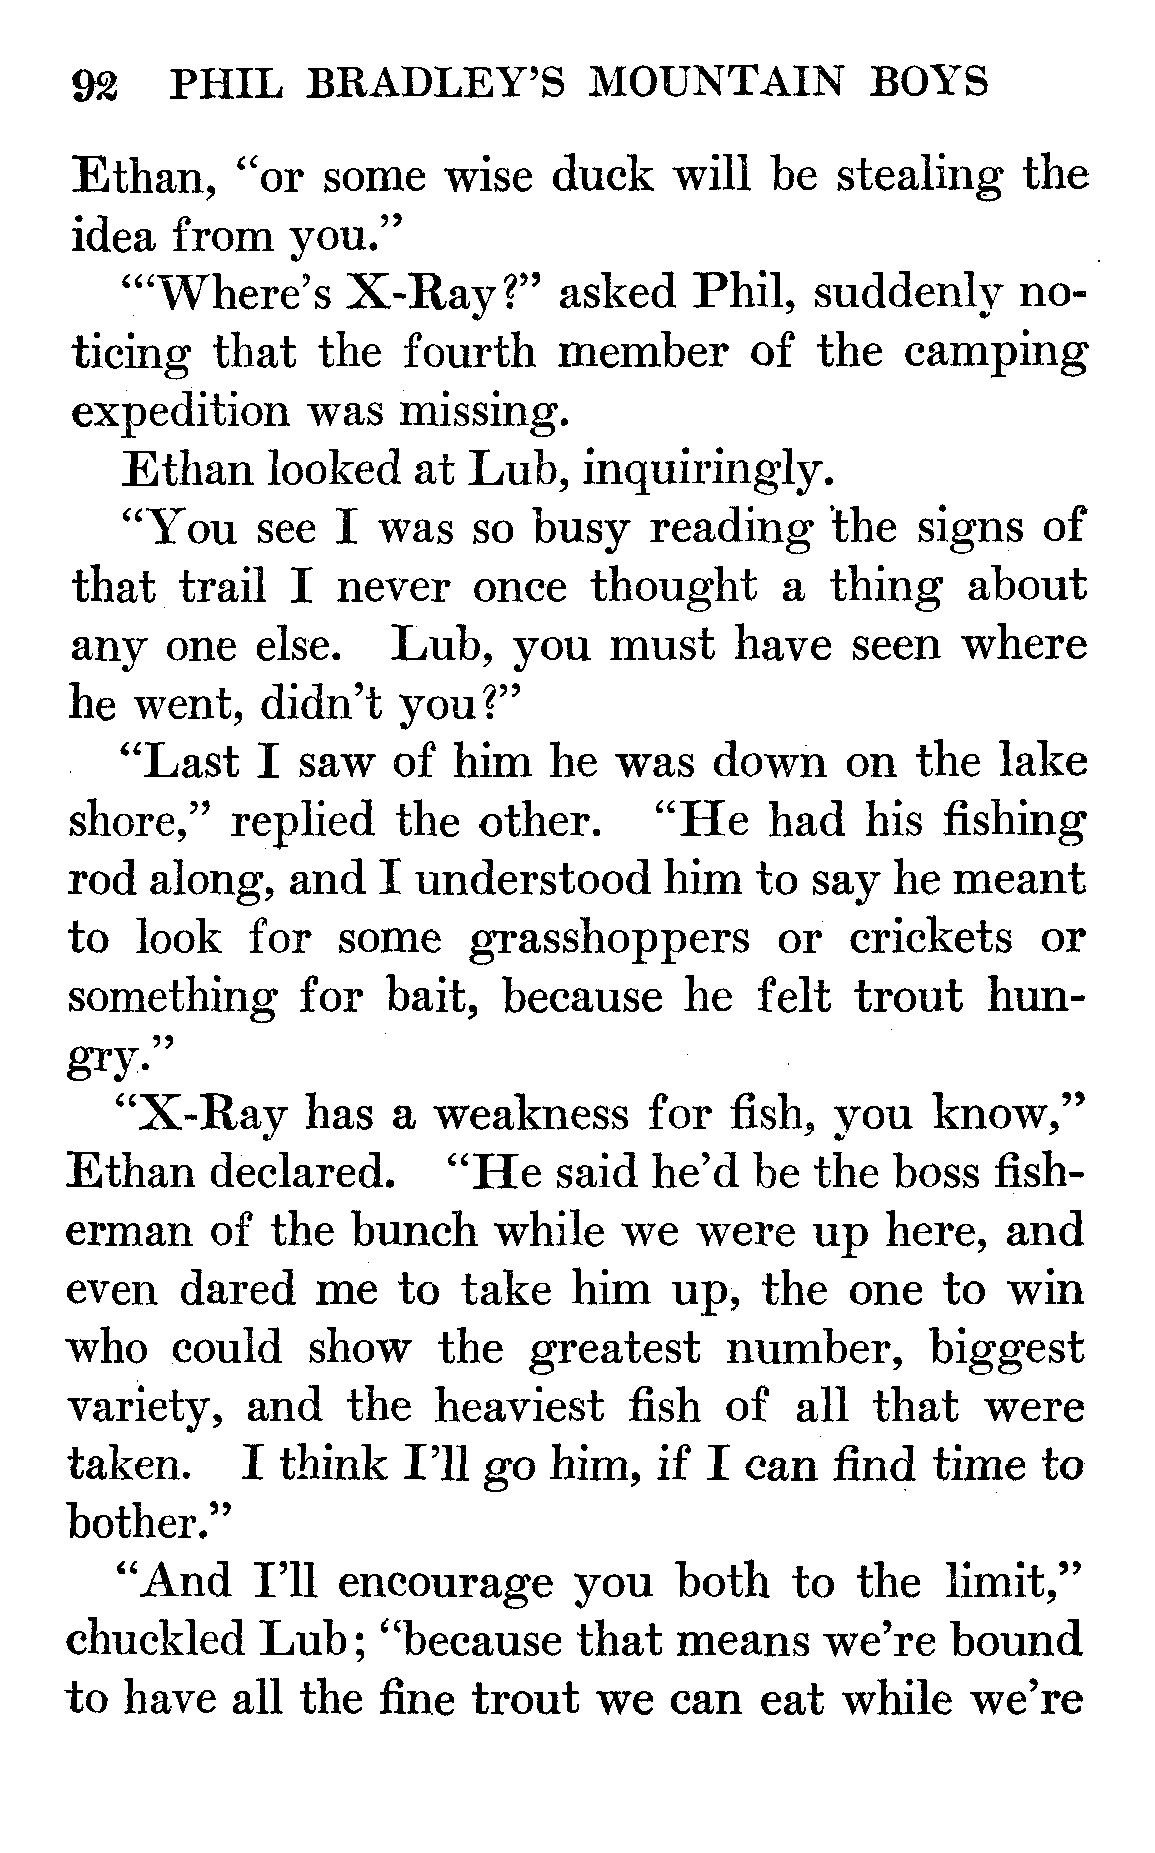 92 PHIL BRADLEY'S MOUNTAIN BOYS
Ethan, “or some wise duck will be stealing the
idea from you.”
“‘Where's X-Ray?” asked Phil, suddenly no-
ticing that the fourth member of the camping
expedition was missing.
Ethan looked at Lub, inquiringly.
“You see I was so busy reading the signs of
that trail I never once thought a thing about
any one else. Lub, you must have seen where
he went, didn't you?”
“Last I saw of him he was down on the lake
shore,” replied the other. “He had his fishing
rod along, and I understood him to say he meant
to look for some grasshoppers or crickets or
something for bait, because he felt trout hun-
gry.”
“X-Ray has a weakness for fish, you know,”
Ethan declared. “He said he'd be the boss fish-
erman of the bunch while we were up here, and
even dared me to take him up, the one to win
who could show the greatest number, biggest
variety, and the heaviest fish of all that were
taken. I think I'll go him, if I can find time to
bother.”
“And I'll encourage you both to the limit,”
chuckled Lub; “because that means we're bound
to have all the fine trout we can eat while we're